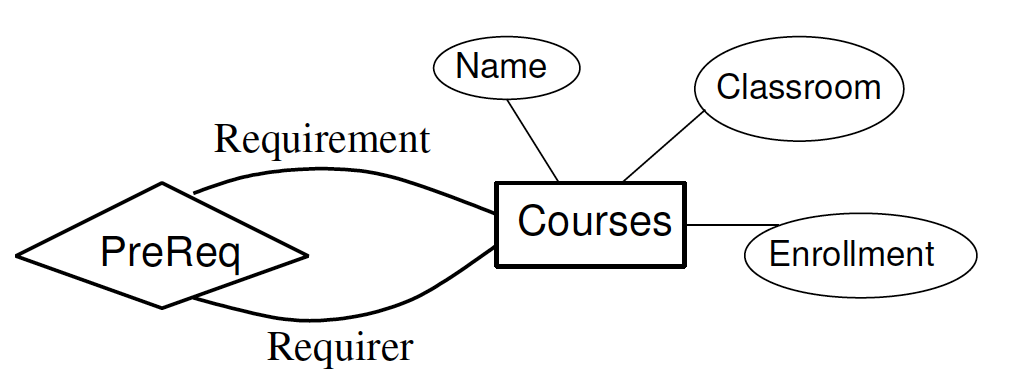 Name
Classroom
Requirement
Courses
PreReq
Enrollment
Requirer